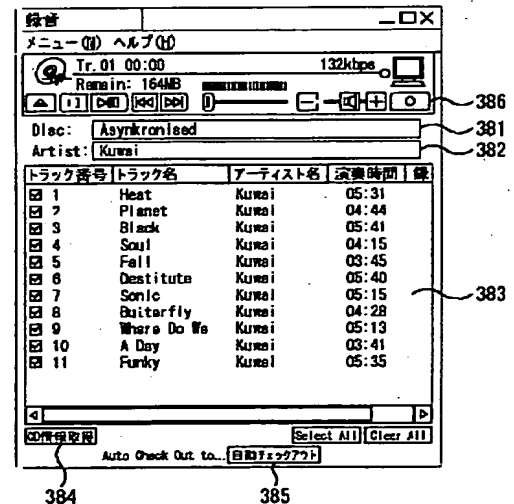 録音
メニュー(M) ヘルプ(H)
Tr.01 00:00 132kbps
Remain: 164MB
386
Disc: Asynkronised 381
Artist: Kuwai 382
トラック番号 トラック名 アーティスト名 演奏時間 録
1 Heat Kuwai 05:31
2 Planet Kuwai 04:44
3 Black Kuwai 05:41
4 Soul Kuwai 04:15
5 Fall Kuwai 03:45
6 Destitute Kuwai 05:40
7 Sonic Kuwai 05:15 383
8 Buiterfly Kuwai 04:28
9 Where Do We Kuwai 05:13
10 A Day Kuwai 03:41
11 Funky Kuwai 05:35
CD情報取得 Select All Clear All
Auto Check Out to... 自動チェックアウト
384 385